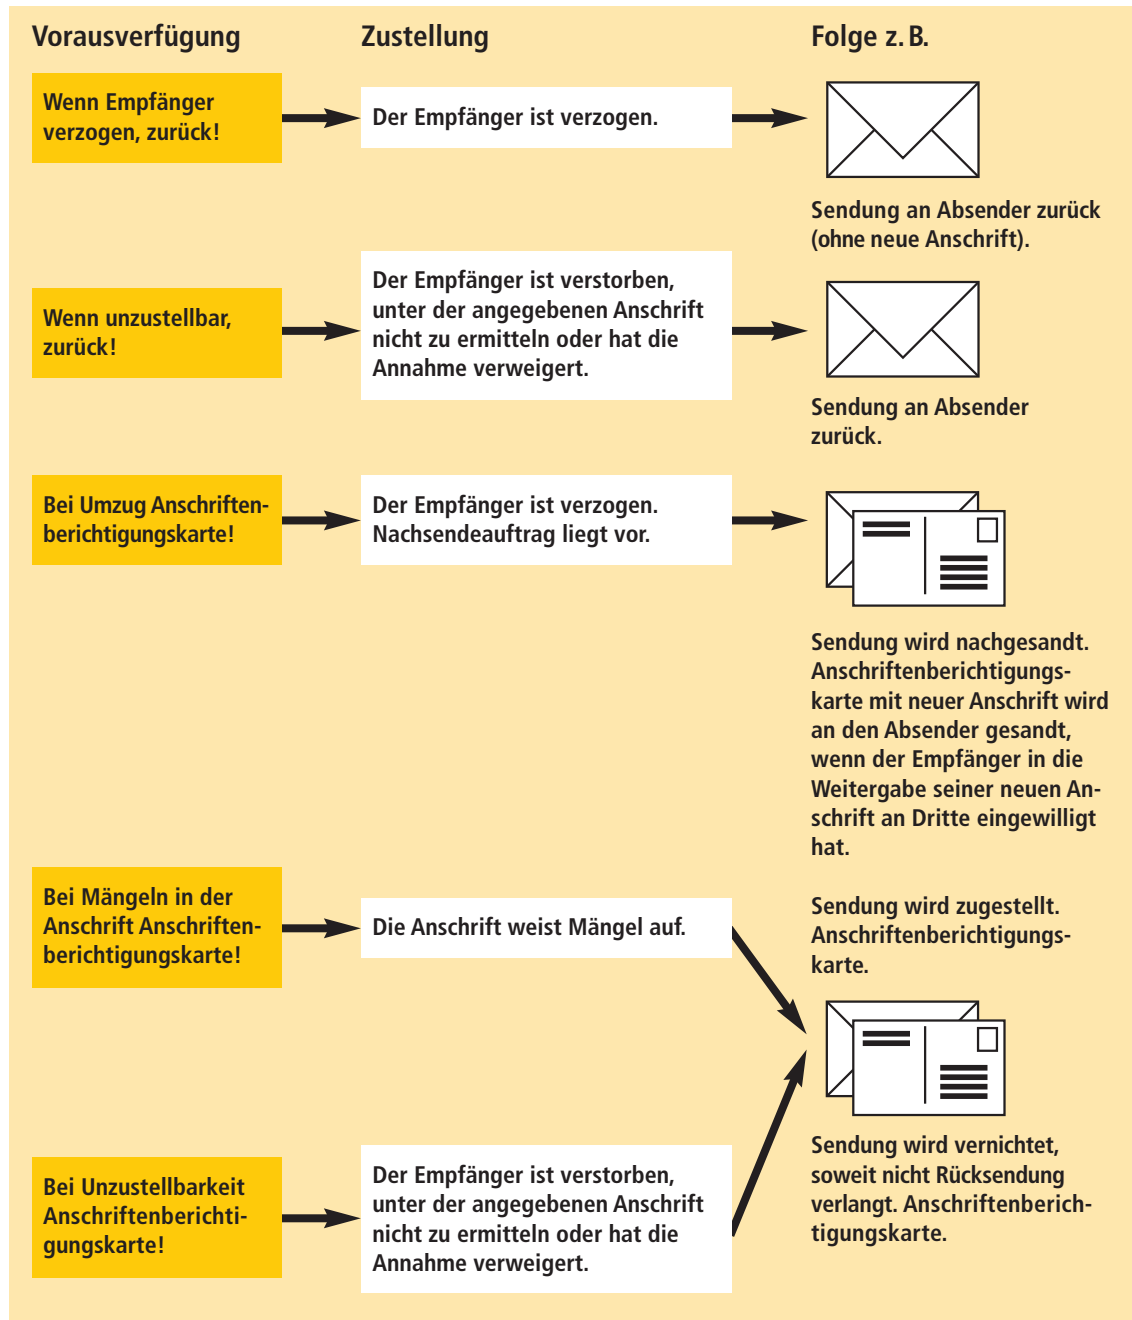 Vorausverfügung
Zustellung
Folge z. B.
Wenn Empfänger
verzogen, zurück!
Der Empfänger ist verzogen.
Sendung an Absender zurück
(ohne neue Anschrift).
Wenn unzustellbar,
zurück!
Der Empfänger ist verstorben,
unter der angegebenen Anschrift
nicht zu ermitteln oder hat die
Annahme verweigert.
Sendung an Absender
zurück.
Bei Umzug Anschriften-
berichtigungskarte!
Der Empfänger ist verzogen.
Nachsendeauftrag liegt vor.
Sendung wird nachgesandt.
Anschriftenberichtigungs-
karte mit neuer Anschrift wird
an den Absender gesandt,
wenn der Empfänger in die
Weitergabe seiner neuen An-
schrift an Dritte eingewilligt
hat.
Bei Mängeln in der
Anschrift Anschriften-
berichtigungskarte!
Die Anschrift weist Mängel auf.
Sendung wird zugestellt.
Anschriftenberichtigungs-
karte.
Bei Unzustellbarkeit
Anschriftenberichti-
gungskarte!
Der Empfänger ist verstorben,
unter der angegebenen Anschrift
nicht zu ermitteln oder hat die
Annahme verweigert.
Sendung wird vernichtet,
soweit nicht Rücksendung
verlangt. Anschriftenberich-
tigungskarte.